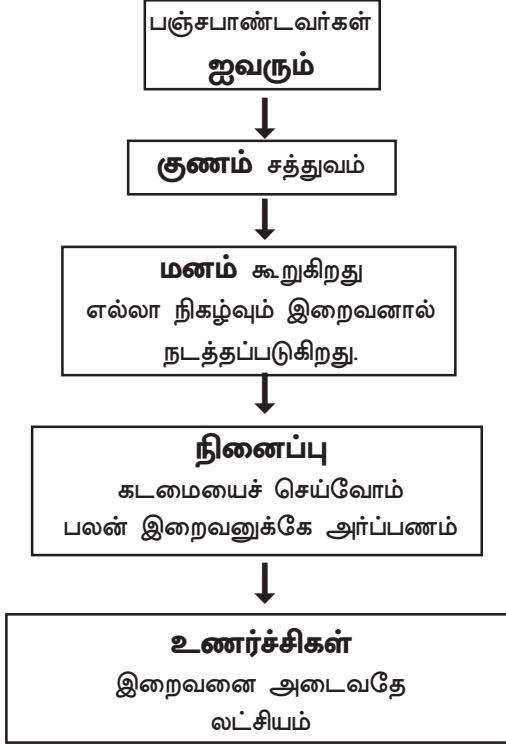 பஞ்சபாண்டவர்கள்
ஐவரும்
குணம் சத்துவம்
மனம் கூறுகிறது
எல்லா நிகழ்வும் இறைவனால்
நடத்தப்படுகிறது.
நினைப்பு
கடமையைச் செய்வோம்
பலன் இறைவனுக்கே அர்ப்பணம்
உணர்ச்சிகள்
இறைவனை அடைவதே
லட்சியம்